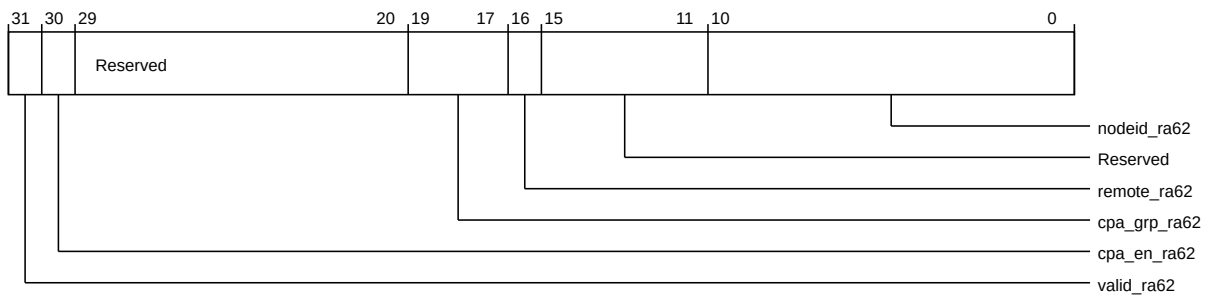 31 30 29 20 19 17 16 15 11 10 0
Reserved
nodeid_ra62
Reserved
remote_ra62
cpa_grp_ra62
cpa_en_ra62
valid_ra62